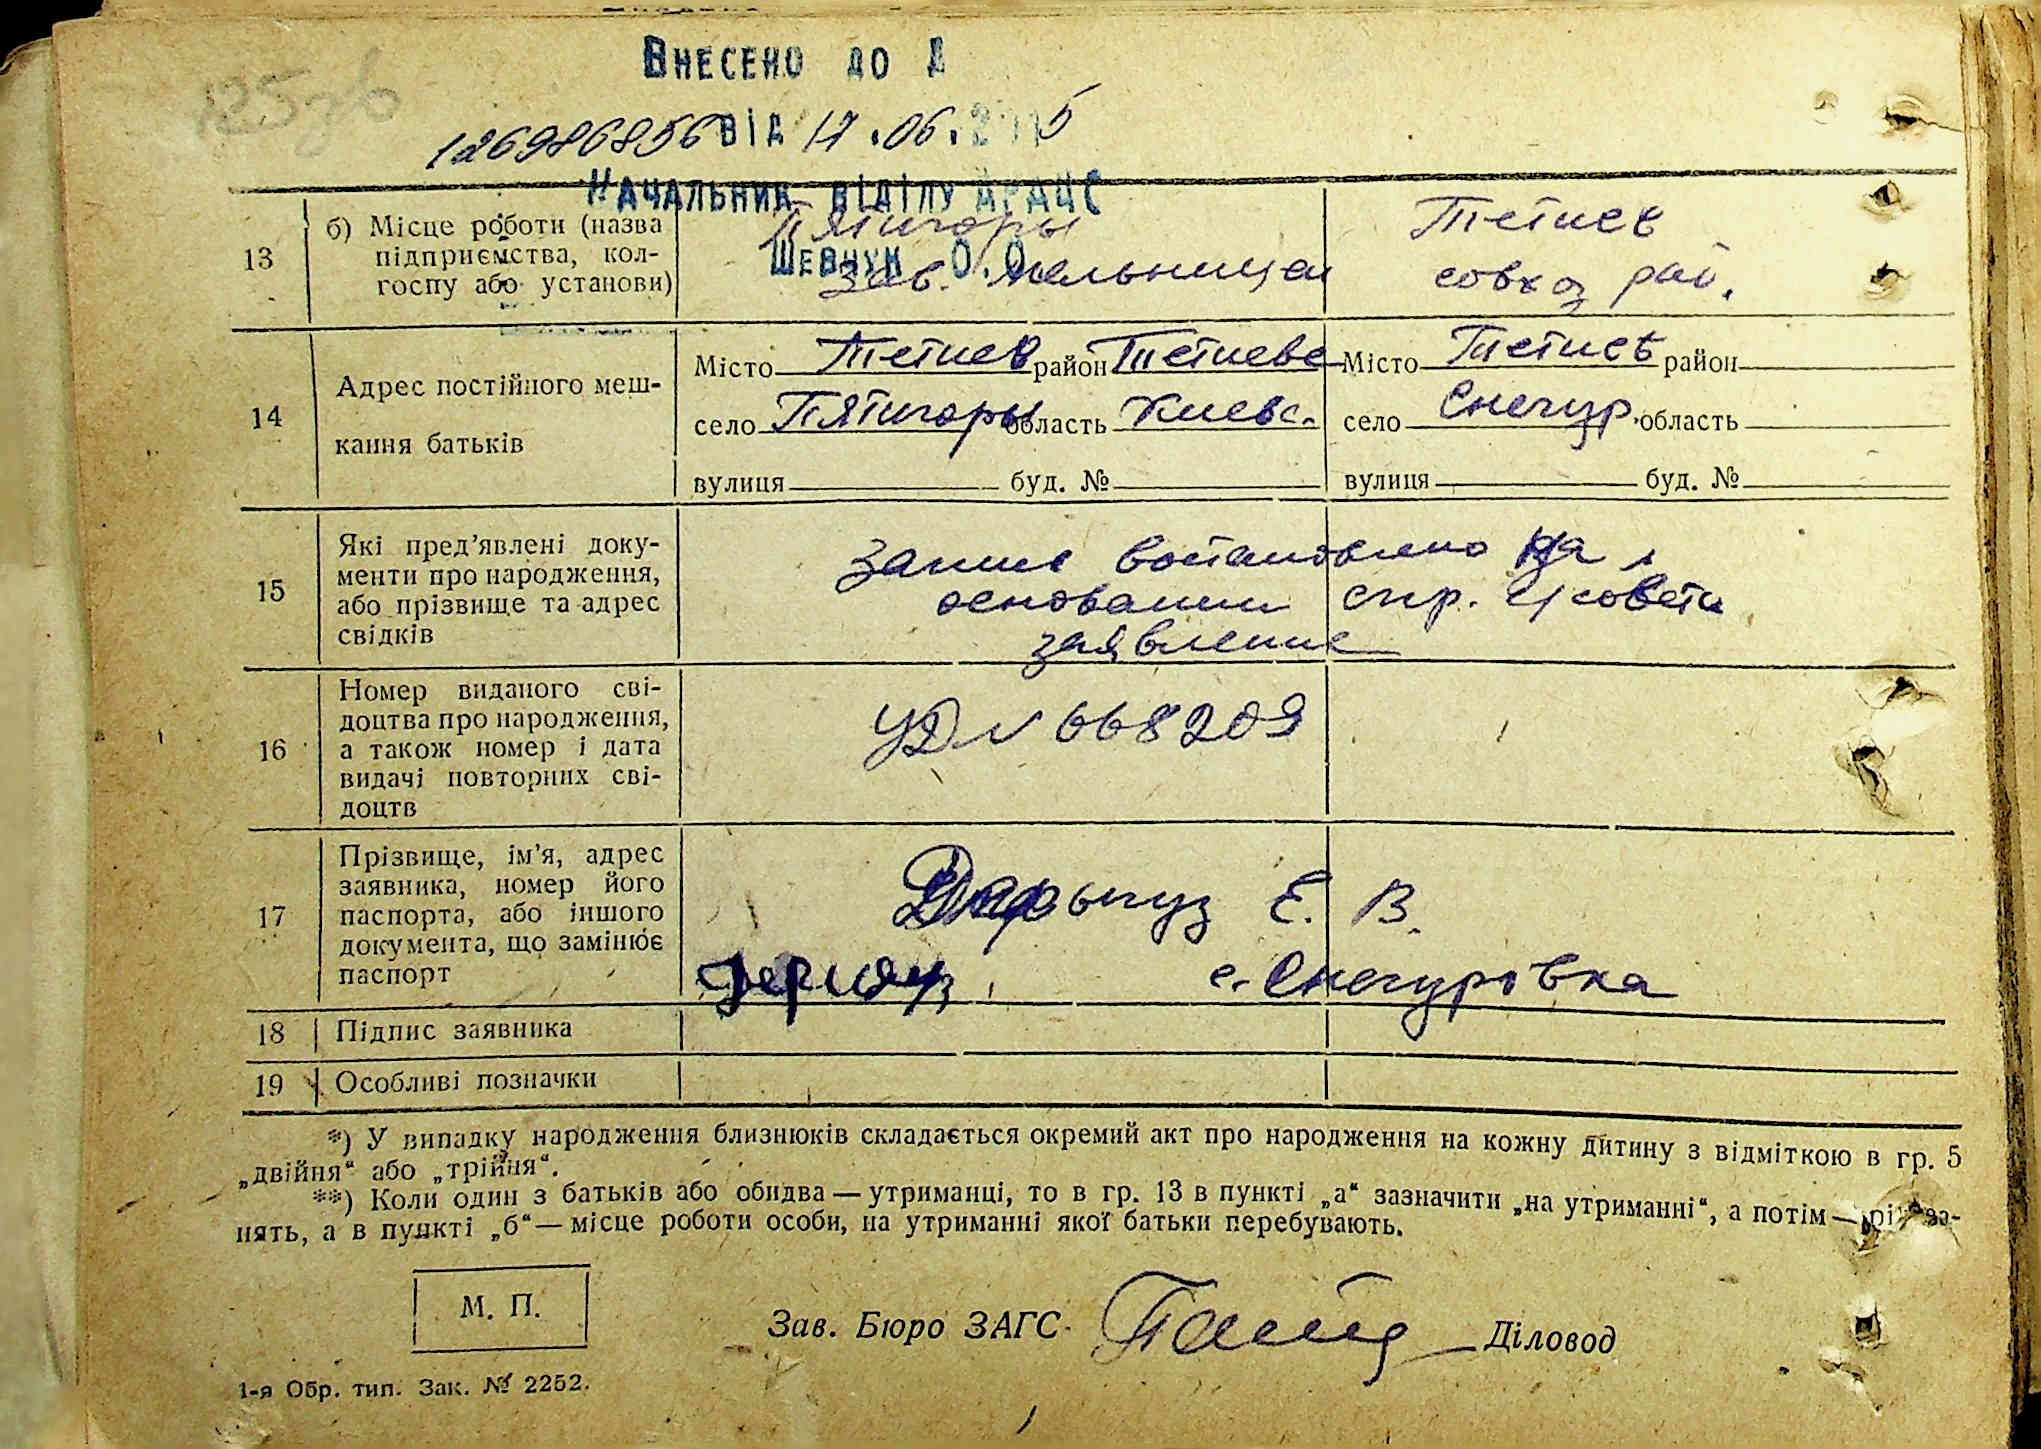 125зв
Внесено до Д
126986856 від 17.06.2015
Начальник відділу ДРАЦС
Шевчук О.О.
13
б) Місце роботи (назва
підприємства, кол-
госпу або установи)
Пятигоры
зав. мельницей
Тетиев
совхоз рай.
14
Адрес постійного меш-
кання батьків
Місто Тетиев район Тетиевс
село Пятигоры область Киевс.
вулиця буд. №
Місто Тетиев район
село Снегур. область
вулиця буд. №
15
Які пред’явлені доку-
менти про народження,
або прізвище та адрес
свідків
запис востановлено на
основании спр. с/совета
заявление
16
Номер виданого сві-
доцтва про народження,
а також номер і дата
видачі повторних сві-
доцтв
УД № 668209
17
Прізвище, ім’я, адрес
заявника, номер його
паспорта, або іншого
документа, що замінює
паспорт
Е. В.
с. Снегуровка
18
Підпис заявника
19
Особливі позначки
*) У випадку народження близнюків складається окремий акт про народження на кожну дитину з відміткою в гр. 5
„двійня“ або „трійня“.
**) Коли один з батьків або обидва — утриманці, то в гр. 13 в пункті „а“ зазначити „на утриманні“, а потім — рід за-
нять, а в пункті „б“ — місце роботи особи, на утриманні якої батьки перебувають.
М. П.
Зав. Бюро ЗАГС
Діловод
1-я Обр. тип. Зак. № 2252.